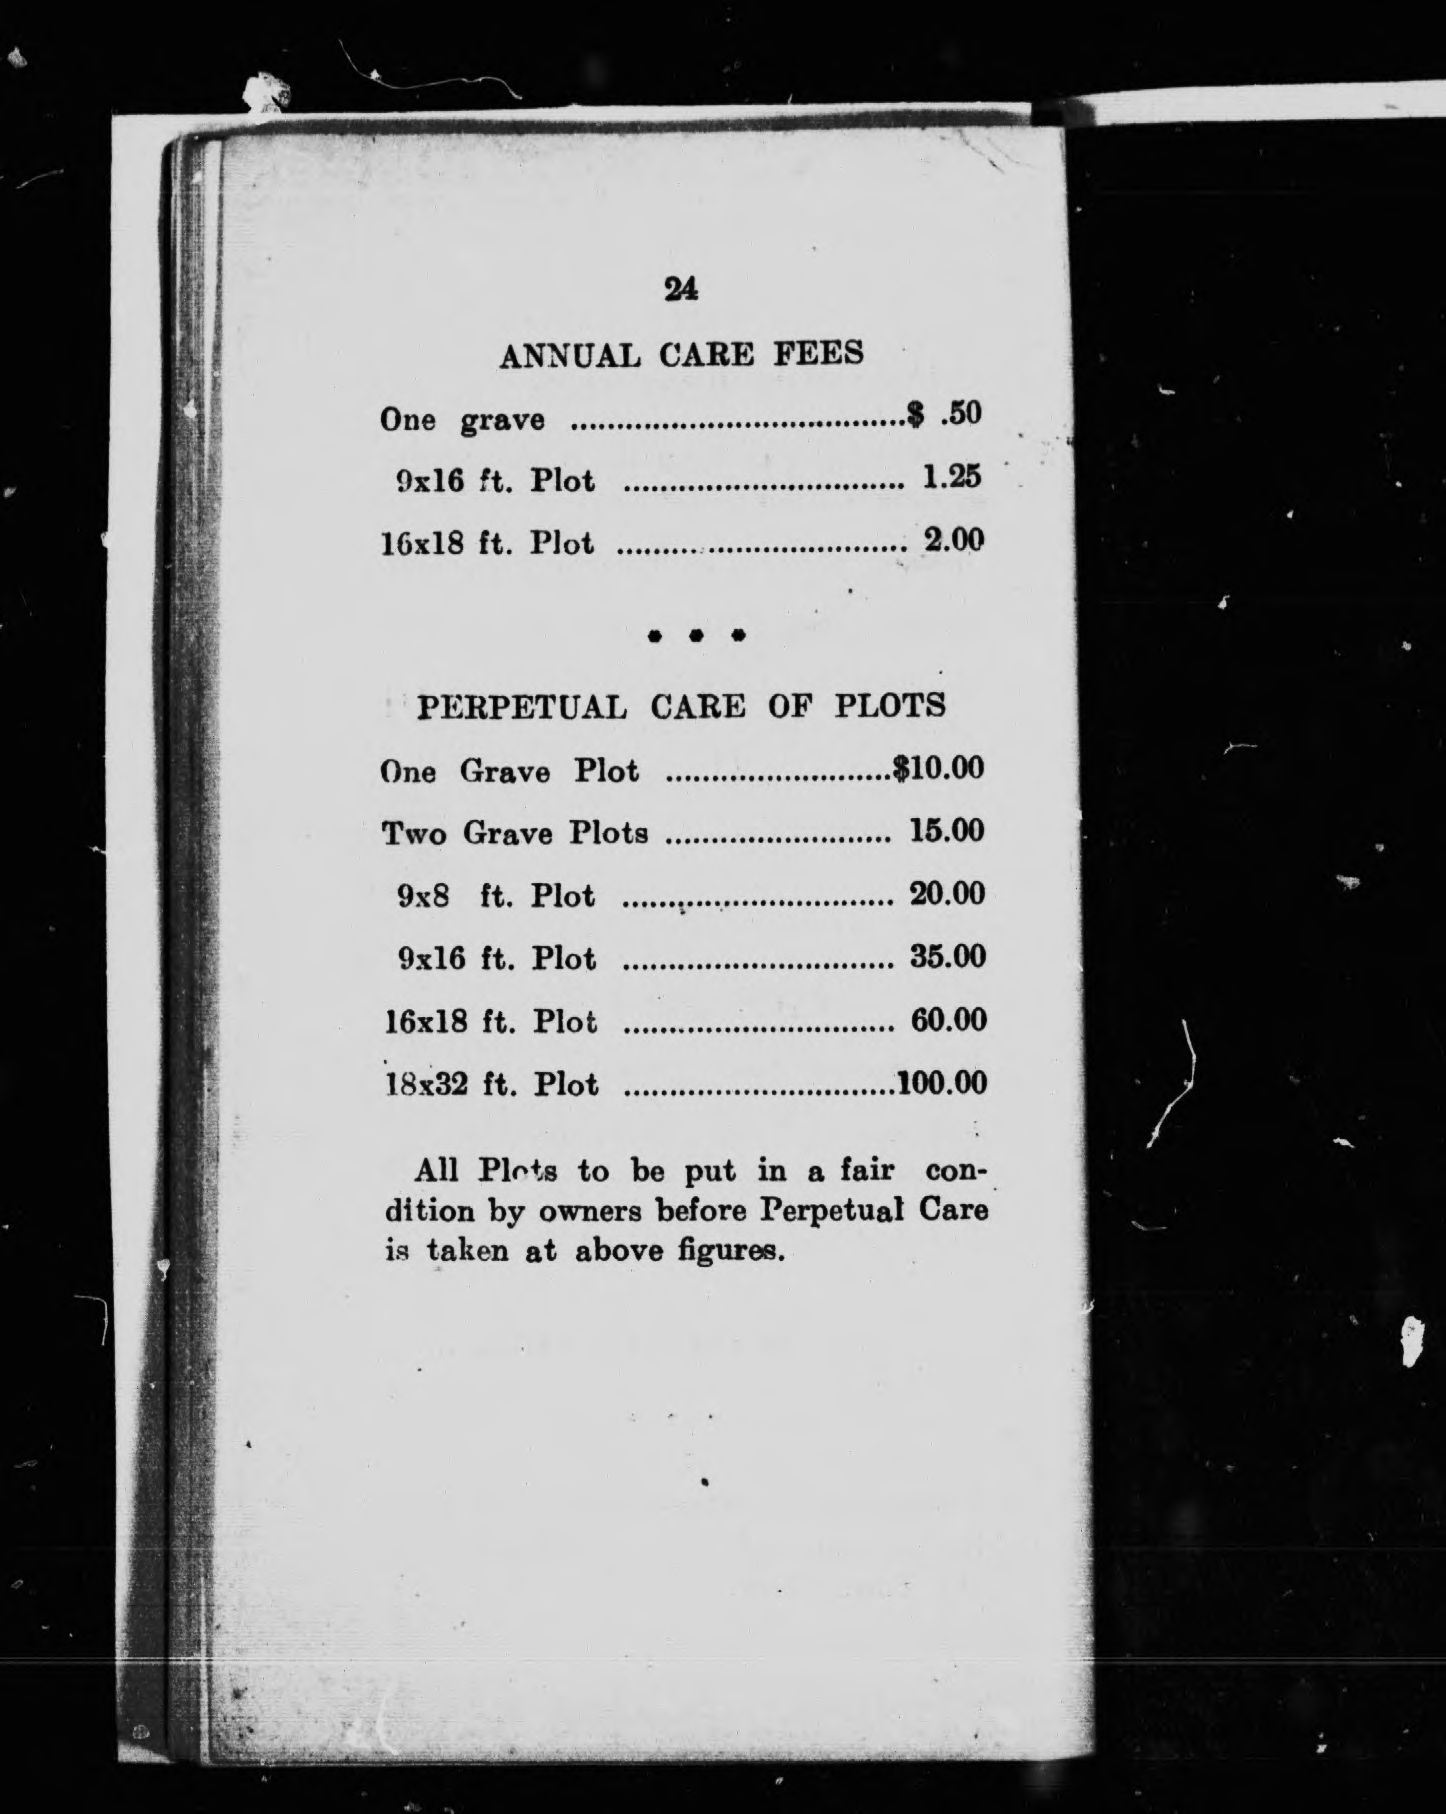 24
ANNUAL CARE FEES
One grave ....................................$ .50
9x16 ft. Plot .............................. 1.25
16x18 ft. Plot ............................... 2.00
• • •
PERPETUAL CARE OF PLOTS
One Grave Plot ........................$10.00
Two Grave Plots ........................ 15.00
9x8 ft. Plot ............................. 20.00
9x16 ft. Plot ............................. 35.00
16x18 ft. Plot ............................. 60.00
18x32 ft. Plot .............................100.00
All Plots to be put in a fair con-
dition by owners before Perpetual Care
is taken at above figures.